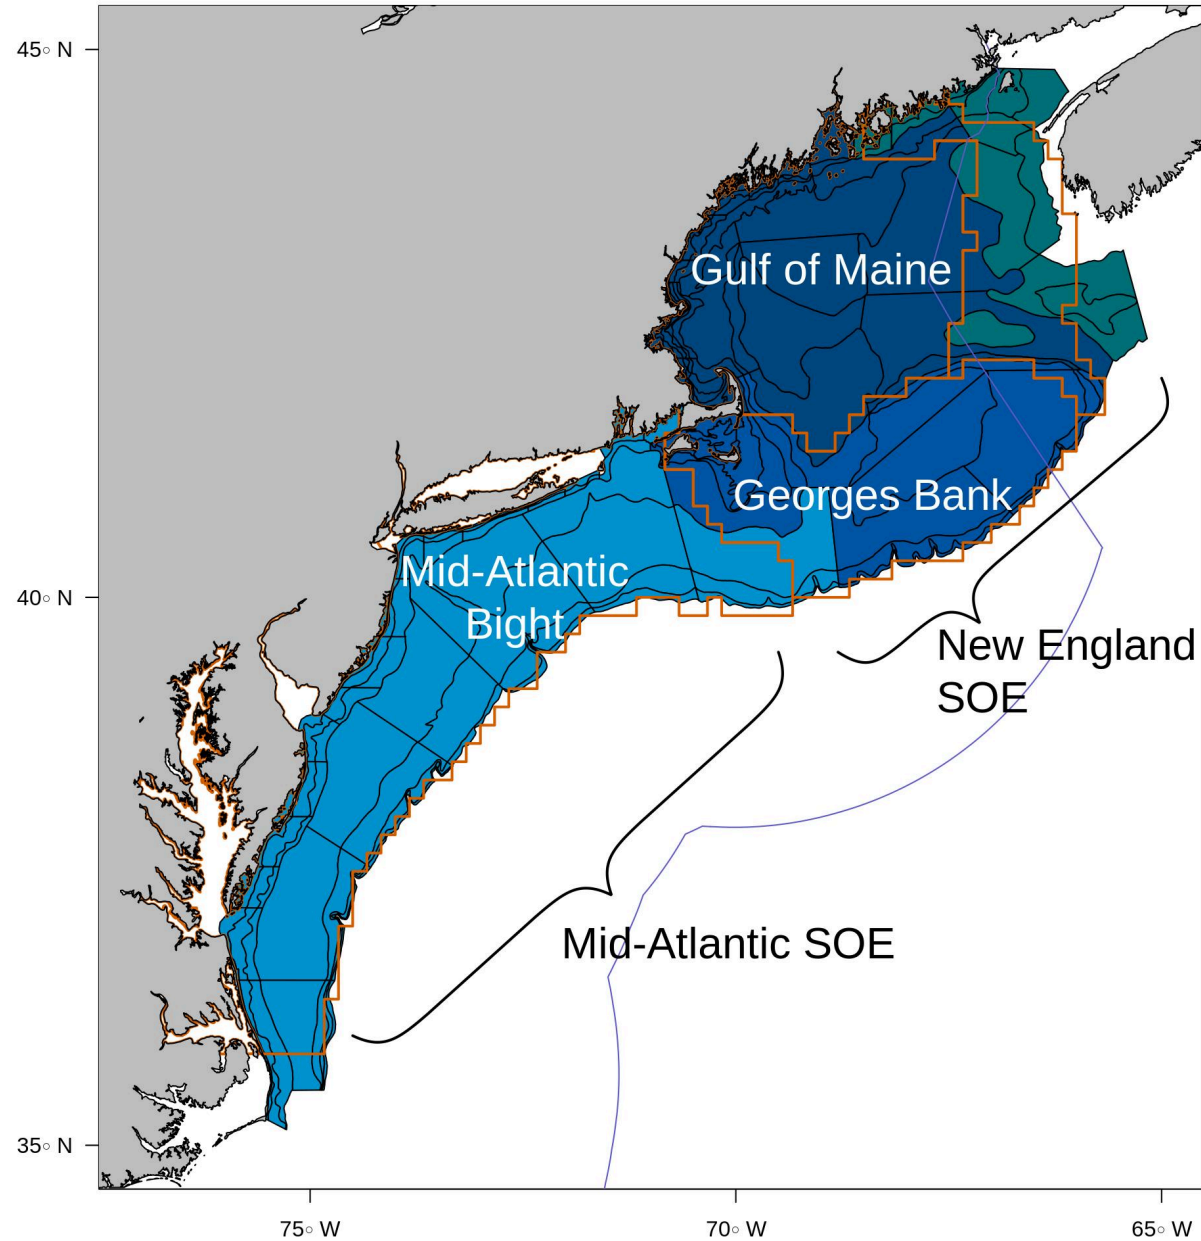 45° N
Gulf of Maine
Georges Bank
Mid-Atlantic
Bight
40° N
New England
SOE
Mid-Atlantic SOE
35° N
75° W
70° W
65° W